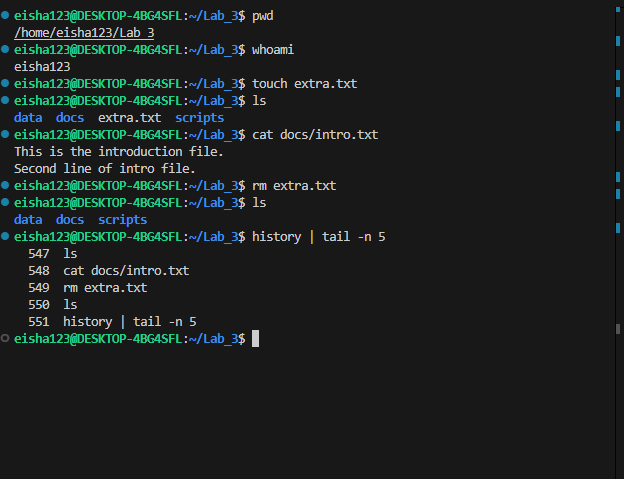 eisha123@DESKTOP-4BG4SFL:~/Lab_3$ pwd
/home/eisha123/Lab_3
eisha123@DESKTOP-4BG4SFL:~/Lab_3$ whoami
eisha123
eisha123@DESKTOP-4BG4SFL:~/Lab_3$ touch extra.txt
eisha123@DESKTOP-4BG4SFL:~/Lab_3$ ls
data  docs  extra.txt  scripts
eisha123@DESKTOP-4BG4SFL:~/Lab_3$ cat docs/intro.txt
This is the introduction file.
Second line of intro file.
eisha123@DESKTOP-4BG4SFL:~/Lab_3$ rm extra.txt
eisha123@DESKTOP-4BG4SFL:~/Lab_3$ ls
data  docs  scripts
eisha123@DESKTOP-4BG4SFL:~/Lab_3$ history | tail -n 5
  547  ls
  548  cat docs/intro.txt
  549  rm extra.txt
  550  ls
  551  history | tail -n 5
eisha123@DESKTOP-4BG4SFL:~/Lab_3$